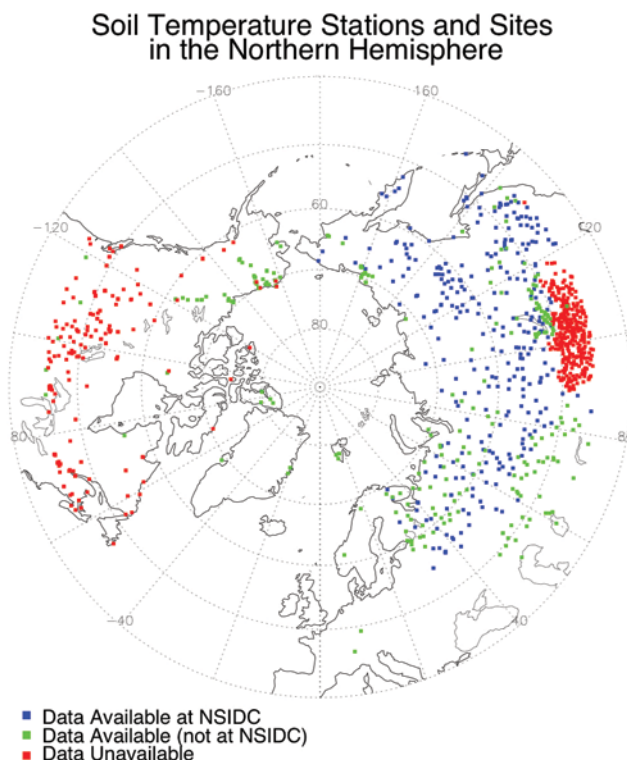 Soil Temperature Stations and Sites
in the Northern Hemisphere
−160
160
60
−120
120
80
80
80
−40
40
Data Available at NSIDC
Data Available (not at NSIDC)
Data Unavailable